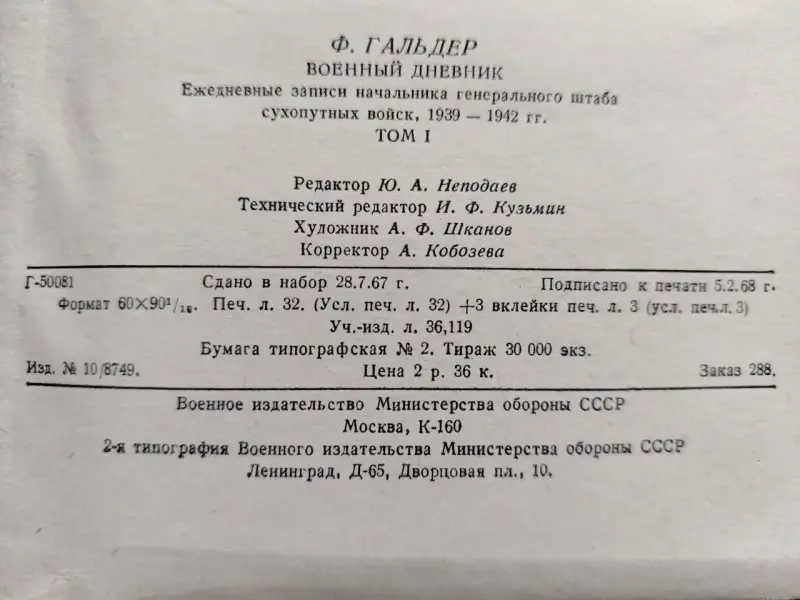 Ф. ГАЛЬДЕР
ВОЕННЫЙ ДНЕВНИК
Ежедневные записи начальника генерального штаба
сухопутных войск, 1939 — 1942 гг.
ТОМ I
Редактор Ю. А. Неподаев
Технический редактор И. Ф. Кузьмин
Художник А. Ф. Шканов
Корректор А. Кобозева
Г-50081 Сдано в набор 28.7.67 г. Подписано к печати 5.2.68 г.
Формат 60×90¹/₁₆. Печ. л. 32. (Усл. печ. л. 32) +3 вклейки печ. л. 3 (усл. печ.л. 3)
Уч.-изд. л. 36,119
Бумага типографская № 2. Тираж 30 000 экз.
Изд. № 10/8749. Цена 2 р. 36 к. Заказ 288.
Военное издательство Министерства обороны СССР
Москва, К-160
2-я типография Военного издательства Министерства обороны СССР
Ленинград, Д-65, Дворцовая пл., 10.